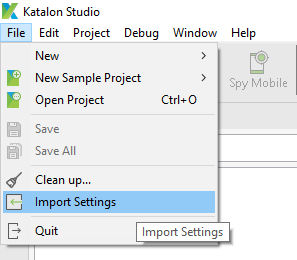 Katalon Studio
File Edit Project Debug Window Help
New
New Sample Project
Open Project Ctrl+O
Spy Mobile
Save
Save All
Clean up...
Import Settings
Quit
Import Settings